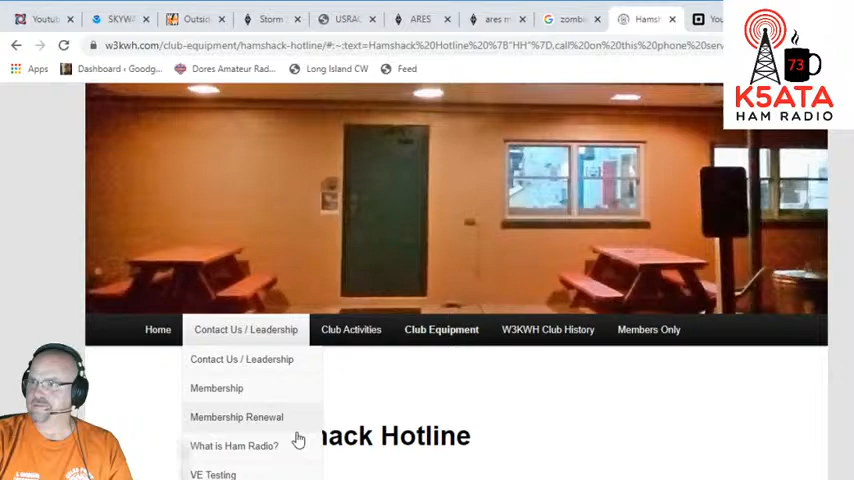 Youtub
SKYWA
Outsid
Storm
USRAC
ARES
ares m
zombi
Hamsh
You
w3kwh.com/club-equipment/hamshack-hotline/#:~:text=Hamshack%20Hotline%20%7B"HH"%7D,call%20on%20this%20phone%20serv
Apps
Dashboard ‹ Goodg...
Dores Amateur Rad...
Long Island CW
Feed
73
K5ATA
HAM RADIO
Home
Contact Us / Leadership
Club Activities
Club Equipment
W3KWH Club History
Members Only
Contact Us / Leadership
Membership
Membership Renewal
What is Ham Radio?
VE Testing
hack Hotline